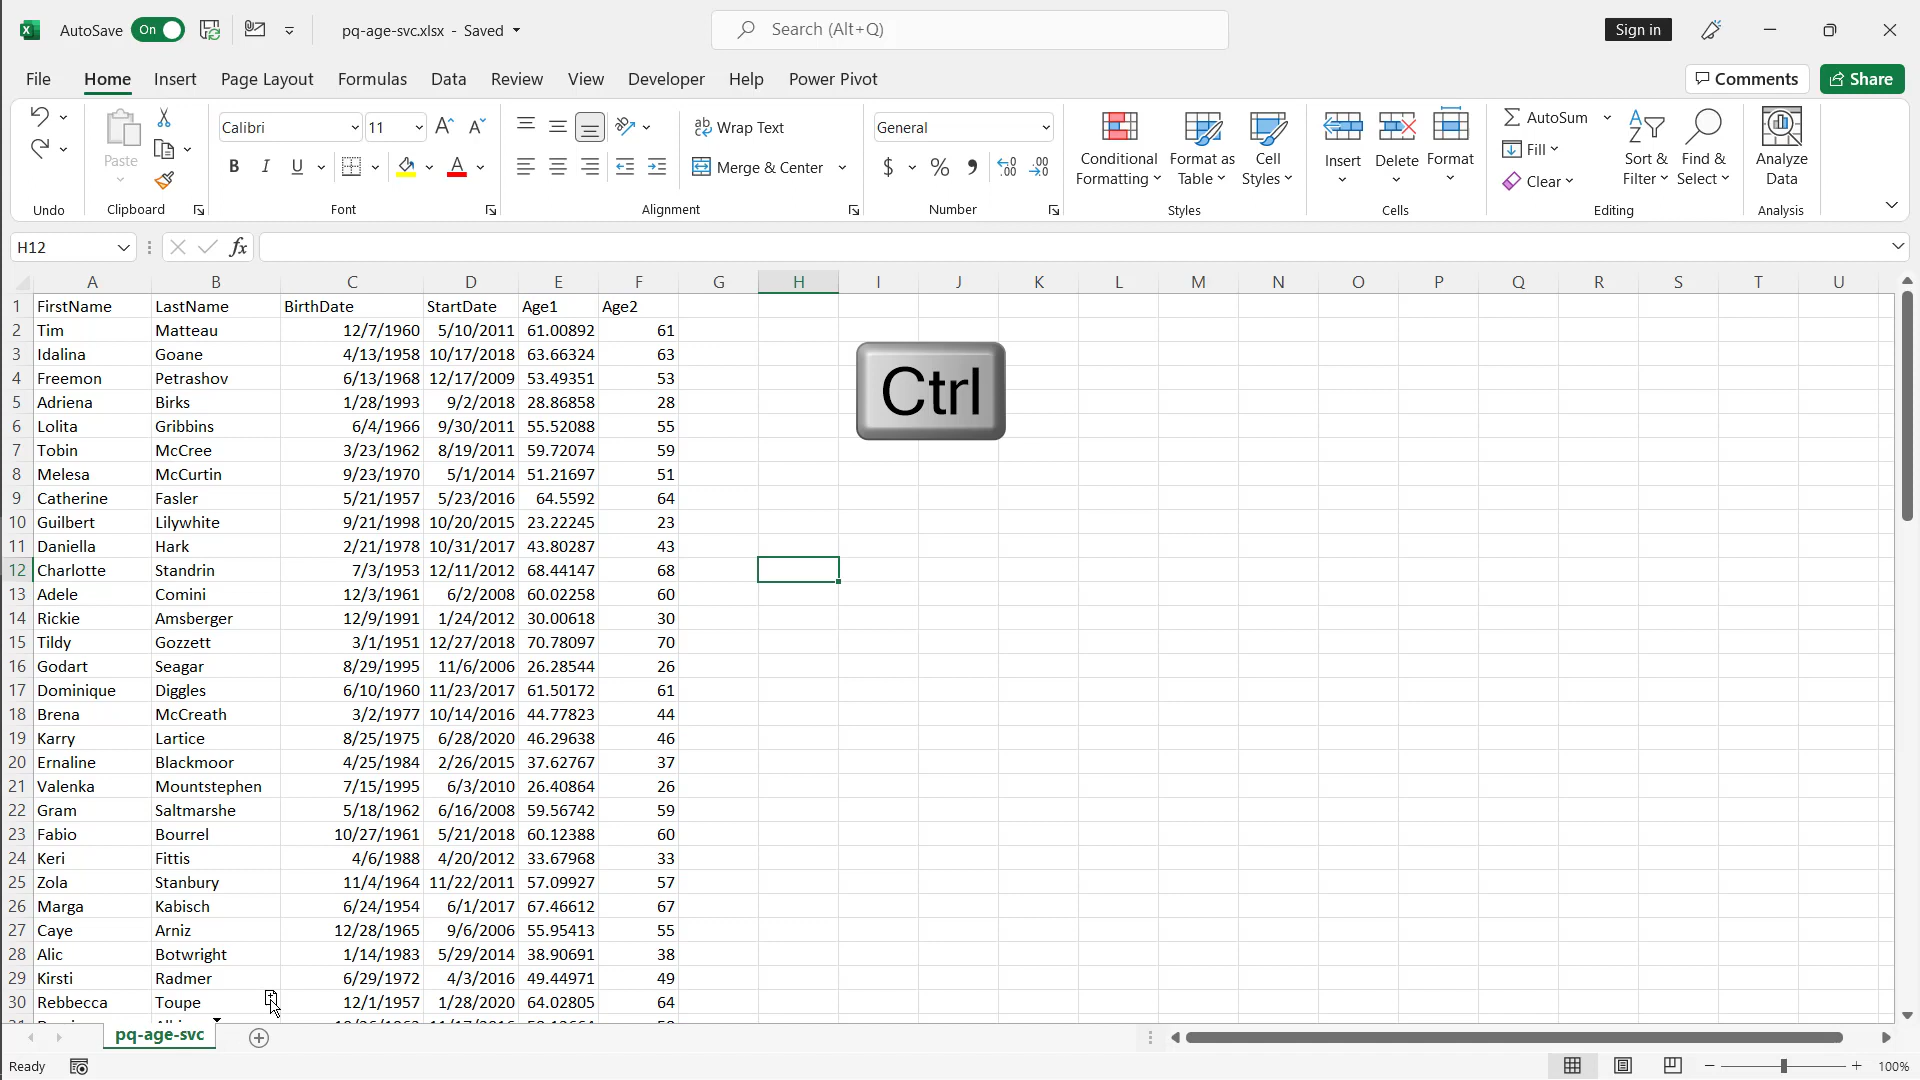 AutoSave On pq-age-svc.xlsx - Saved Search (Alt+Q) Sign in
File Home Insert Page Layout Formulas Data Review View Developer Help Power Pivot Comments Share
Paste
Undo
Clipboard
Calibri 11
B I U
Font
Wrap Text
Merge & Center
Alignment
General
$ % 
Number
Conditional Formatting
Format as Table
Cell Styles
Styles
Insert Delete Format
Cells
AutoSum
Fill
Clear
Sort & Filter
Find & Select
Editing
Analyze Data
Analysis
H12 fx
A B C D E F G H I J K L M N O P Q R S T U
1 FirstName LastName BirthDate StartDate Age1 Age2
2 Tim Matteau 12/7/1960 5/10/2011 61.00892 61
3 Idalina Goane 4/13/1958 10/17/2018 63.66324 63
4 Freemon Petrashov 6/13/1968 12/17/2009 53.49351 53
5 Adriena Birks 1/28/1993 9/2/2018 28.86858 28
6 Lolita Gribbins 6/4/1966 9/30/2011 55.52088 55
7 Tobin McCree 3/23/1962 8/19/2011 59.72074 59
8 Melesa McCurtin 9/23/1970 5/1/2014 51.21697 51
9 Catherine Fasler 5/21/1957 5/23/2016 64.5592 64
10 Guilbert Lilywhite 9/21/1998 10/20/2015 23.22245 23
11 Daniella Hark 2/21/1978 10/31/2017 43.80287 43
12 Charlotte Standrin 7/3/1953 12/11/2012 68.44147 68
13 Adele Comini 12/3/1961 6/2/2008 60.02258 60
14 Rickie Amsberger 12/9/1991 1/24/2012 30.00618 30
15 Tildy Gozzett 3/1/1951 12/27/2018 70.78097 70
16 Godart Seagar 8/29/1995 11/6/2006 26.28544 26
17 Dominique Diggles 6/10/1960 11/23/2017 61.50172 61
18 Brena McCreath 3/2/1977 10/14/2016 44.77823 44
19 Karry Lartice 8/25/1975 6/28/2020 46.29638 46
20 Ernaline Blackmoor 4/25/1984 2/26/2015 37.62767 37
21 Valenka Mountstephen 7/15/1995 6/3/2010 26.40864 26
22 Gram Saltmarshe 5/18/1962 6/16/2008 59.56742 59
23 Fabio Bourrel 10/27/1961 5/21/2018 60.12388 60
24 Keri Fittis 4/6/1988 4/20/2012 33.67968 33
25 Zola Stanbury 11/4/1964 11/22/2011 57.09927 57
26 Marga Kabisch 6/24/1954 6/1/2017 67.46612 67
27 Caye Arniz 12/28/1965 9/6/2006 55.95413 55
28 Alic Botwright 1/14/1983 5/29/2014 38.90691 38
29 Kirsti Radmer 6/29/1972 4/3/2016 49.44971 49
30 Rebbecca Toupe 12/1/1957 1/28/2020 64.02805 64
Ctrl
pq-age-svc
Ready 100%